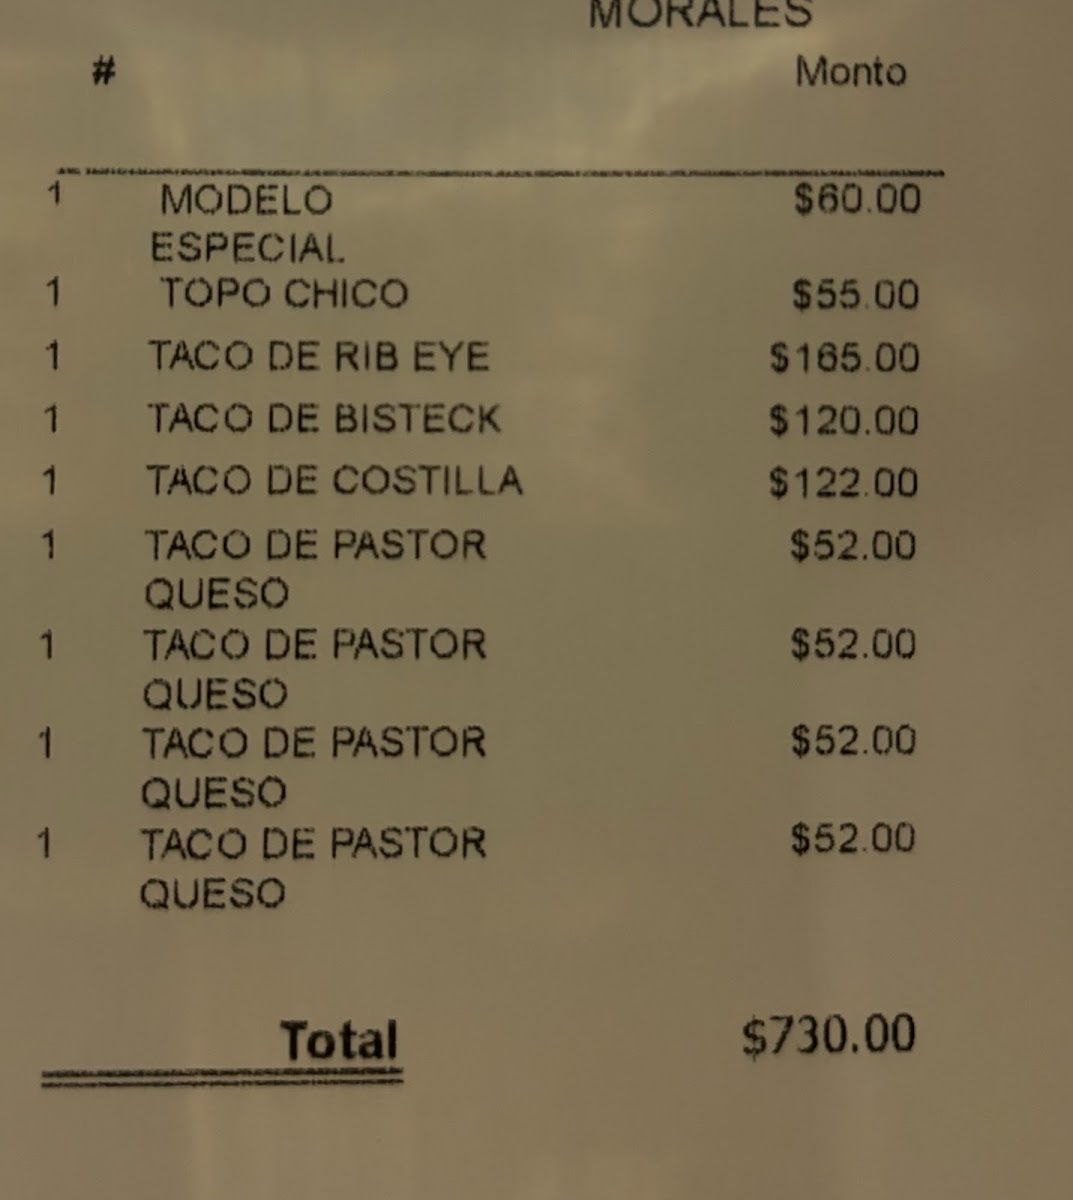 MORALES
# Monto
1 MODELO $60.00
ESPECIAL
1 TOPO CHICO $55.00
1 TACO DE RIB EYE $165.00
1 TACO DE BISTECK $120.00
1 TACO DE COSTILLA $122.00
1 TACO DE PASTOR $52.00
QUESO
1 TACO DE PASTOR $52.00
QUESO
1 TACO DE PASTOR $52.00
QUESO
1 TACO DE PASTOR $52.00
QUESO
Total $730.00